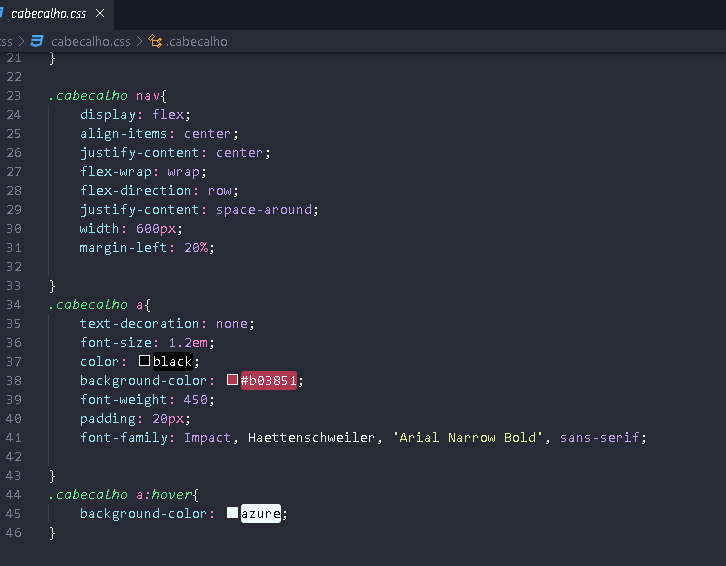 cabecalho.css ×
css > cabecalho.css > .cabecalho
21 }
22
23 .cabecalho nav{
24 display: flex;
25 align-items: center;
26 justify-content: center;
27 flex-wrap: wrap;
28 flex-direction: row;
29 justify-content: space-around;
30 width: 600px;
31 margin-left: 20%;
32
33 }
34 .cabecalho a{
35 text-decoration: none;
36 font-size: 1.2em;
37 color: black;
38 background-color: #b03851;
39 font-weight: 450;
40 padding: 20px;
41 font-family: Impact, Haettenschweiler, 'Arial Narrow Bold', sans-serif;
42
43 }
44 .cabecalho a:hover{
45 background-color: azure;
46 }